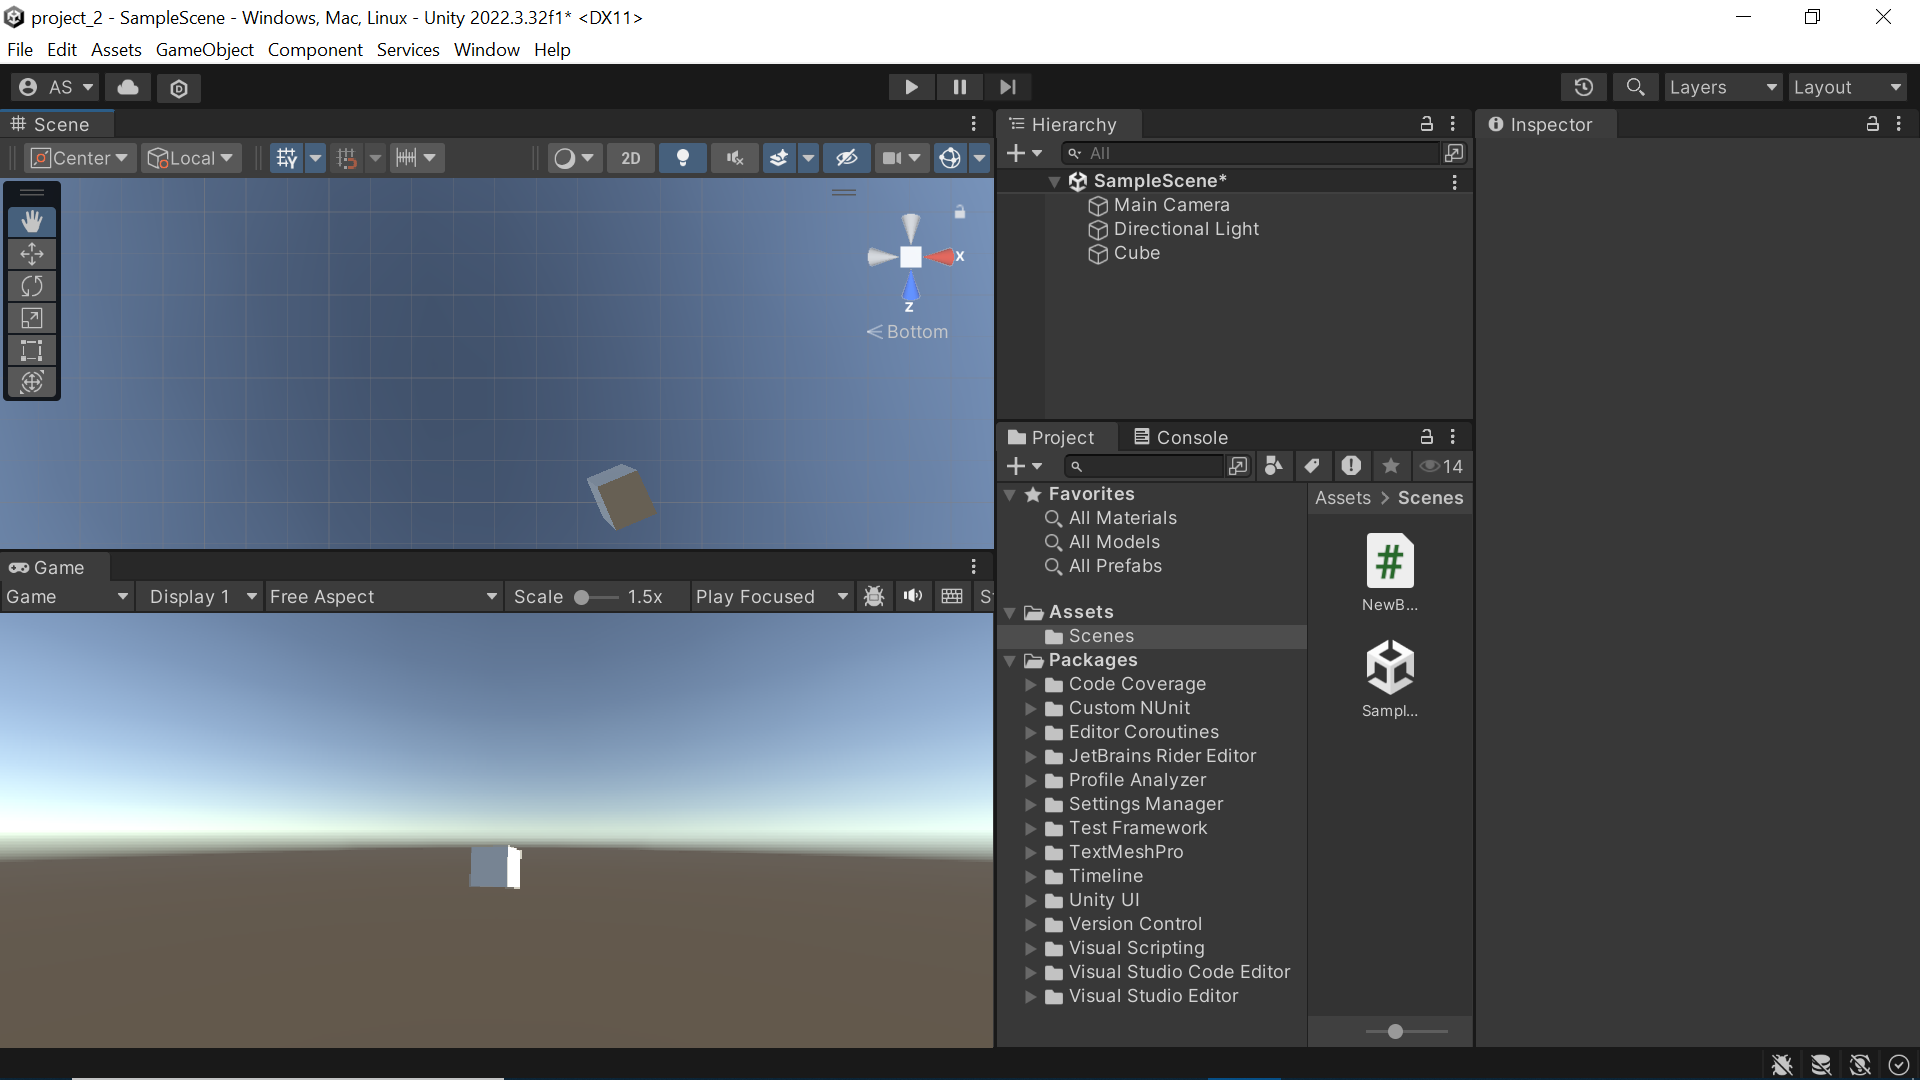 project_2 - SampleScene - Windows, Mac, Linux - Unity 2022.3.32f1* <DX11>
File Edit Assets GameObject Component Services Window Help
AS
Layers Layout
Scene
Center Local 2D
x
z
Bottom
Game
Game Display 1 Free Aspect Scale 1.5x Play Focused S
Hierarchy
All
SampleScene*
Main Camera
Directional Light
Cube
Project Console
14
Favorites
All Materials
All Models
All Prefabs
Assets
Scenes
Packages
Code Coverage
Custom NUnit
Editor Coroutines
JetBrains Rider Editor
Profile Analyzer
Settings Manager
Test Framework
TextMeshPro
Timeline
Unity UI
Version Control
Visual Scripting
Visual Studio Code Editor
Visual Studio Editor
Assets > Scenes
#
NewB...
Sampl...
Inspector